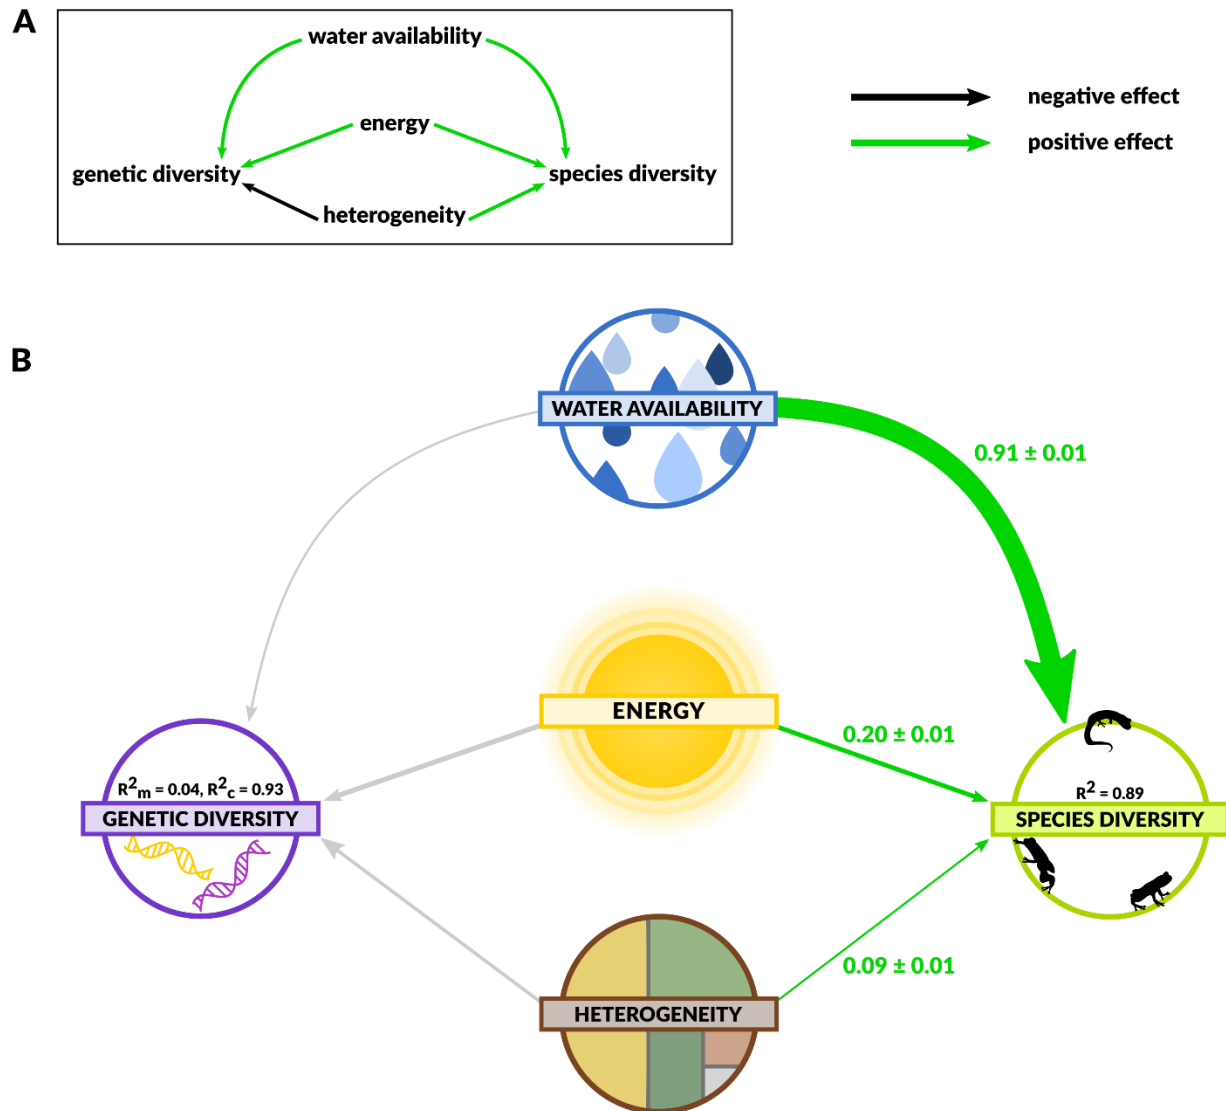 A
water availability
energy
genetic diversity
species diversity
heterogeneity
negative effect
positive effect
B
WATER AVAILABILITY
0.91 ± 0.01
ENERGY
0.20 ± 0.01
R²m = 0.04, R²c = 0.93
GENETIC DIVERSITY
R² = 0.89
SPECIES DIVERSITY
0.09 ± 0.01
HETEROGENEITY